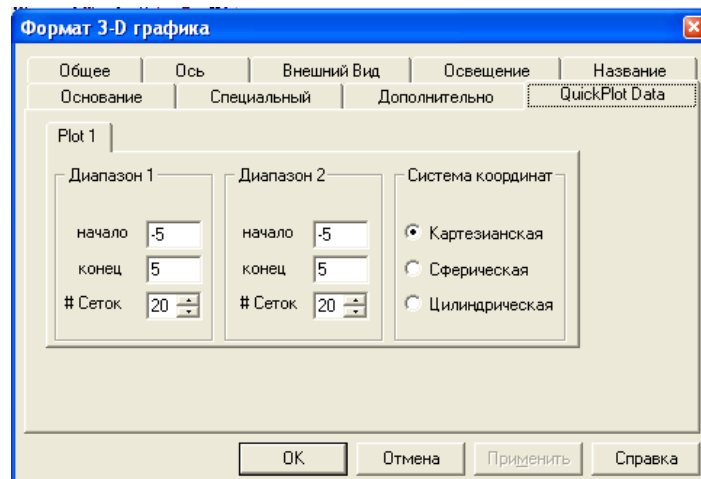 Формат 3-D графика
Общее Ось Внешний Вид Освещение Название
Основание Специальный Дополнительно QuickPlot Data
Plot 1
Диапазон 1 Диапазон 2 Система координат
начало -5 начало -5 Картезианская
конец 5 конец 5 Сферическая
# Сеток 20 # Сеток 20 Цилиндрическая
OK Отмена Применить Справка